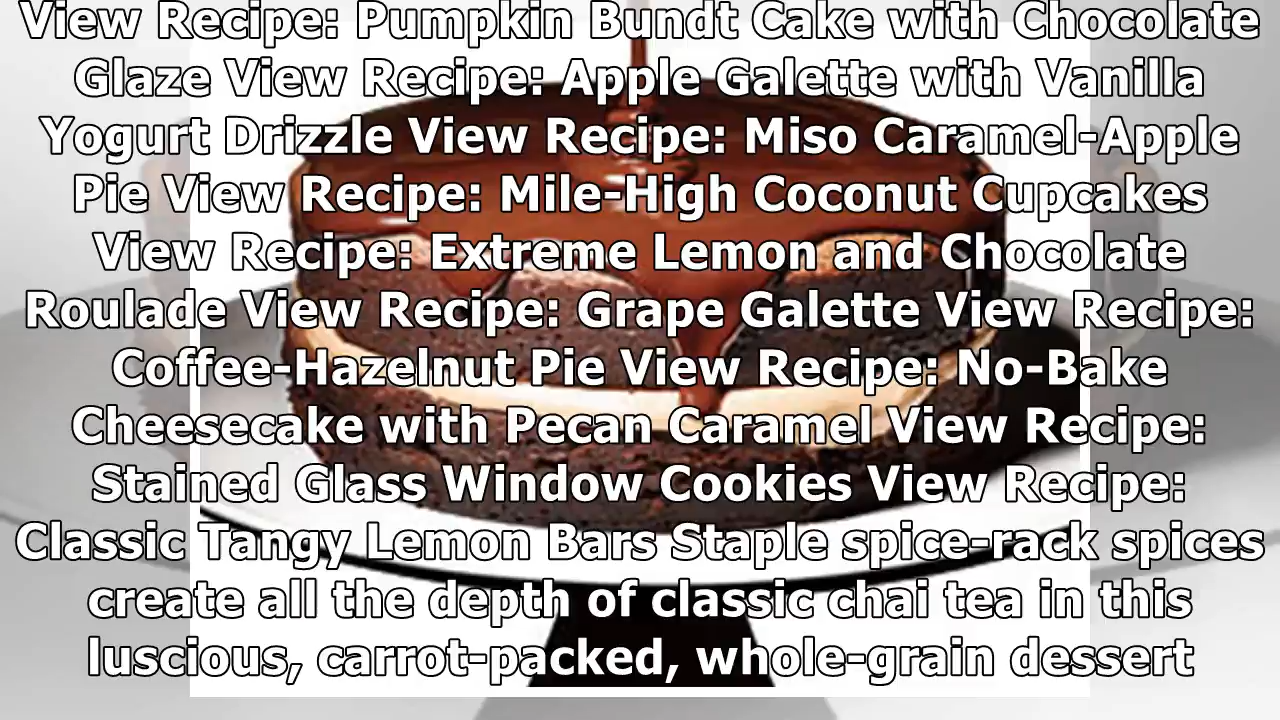 View Recipe: Pumpkin Bundt Cake with Chocolate
Glaze View Recipe: Apple Galette with Vanilla
Yogurt Drizzle View Recipe: Miso Caramel-Apple
Pie View Recipe: Mile-High Coconut Cupcakes
View Recipe: Extreme Lemon and Chocolate
Roulade View Recipe: Grape Galette View Recipe:
Coffee-Hazelnut Pie View Recipe: No-Bake
Cheesecake with Pecan Caramel View Recipe:
Stained Glass Window Cookies View Recipe:
Classic Tangy Lemon Bars Staple spice-rack spices
create all the depth of classic chai tea in this
luscious, carrot-packed, whole-grain dessert